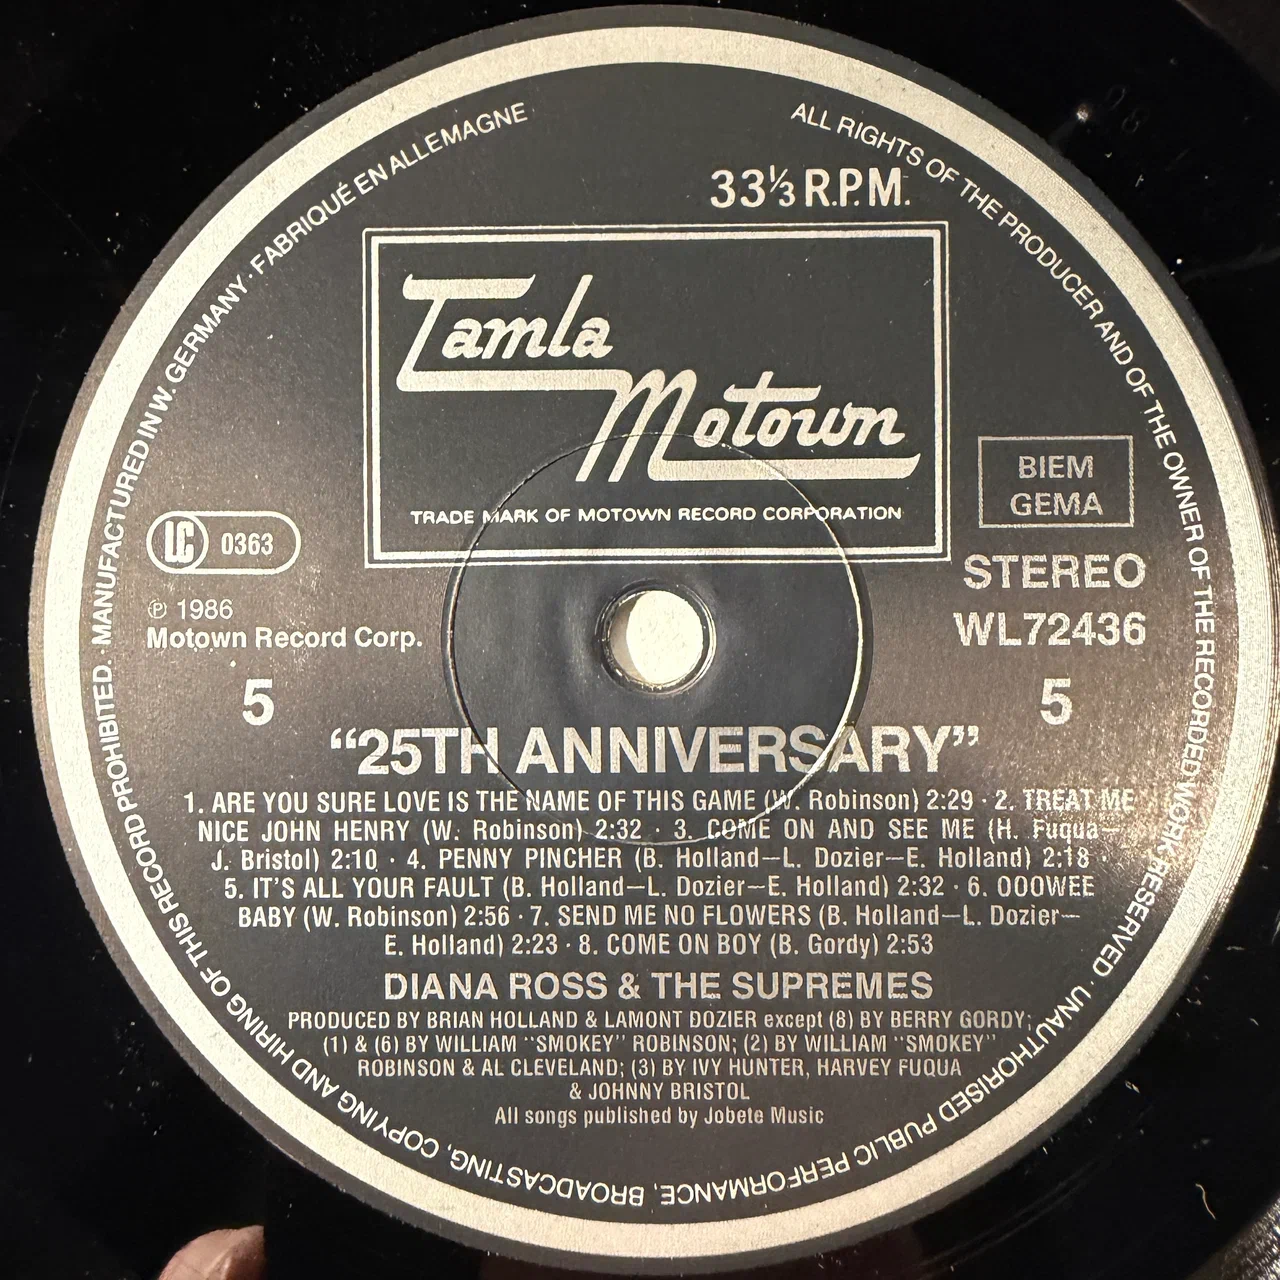 MANUFACTURED IN W. GERMANY · FABRIQUÉ EN ALLEMAGNE
ALL RIGHTS OF THE PRODUCER AND OF THE OWNER OF THE RECORDED WORK RESERVED · UNAUTHORISED PUBLIC PERFORMANCE, BROADCASTING, COPYING AND HIRING OF THIS RECORD PROHIBITED. ·
33⅓ R.P.M.
Tamla
Motown
TRADE MARK OF MOTOWN RECORD CORPORATION
BIEM
GEMA
LC 0363
STEREO
℗ 1986
WL72436
Motown Record Corp.
5
5
“25TH ANNIVERSARY”
1. ARE YOU SURE LOVE IS THE NAME OF THIS GAME (W. Robinson) 2:29 · 2. TREAT ME
NICE JOHN HENRY (W. Robinson) 2:32 · 3. COME ON AND SEE ME (H. Fuqua–
J. Bristol) 2:10 · 4. PENNY PINCHER (B. Holland–L. Dozier–E. Holland) 2:18 ·
5. IT'S ALL YOUR FAULT (B. Holland–L. Dozier–E. Holland) 2:32 · 6. OOOWEE
BABY (W. Robinson) 2:56 · 7. SEND ME NO FLOWERS (B. Holland–L. Dozier–
E. Holland) 2:23 · 8. COME ON BOY (B. Gordy) 2:53
DIANA ROSS & THE SUPREMES
PRODUCED BY BRIAN HOLLAND & LAMONT DOZIER except (8) BY BERRY GORDY;
(1) & (6) BY WILLIAM “SMOKEY” ROBINSON; (2) BY WILLIAM “SMOKEY”
ROBINSON & AL CLEVELAND; (3) BY IVY HUNTER, HARVEY FUQUA
& JOHNNY BRISTOL
All songs published by Jobete Music